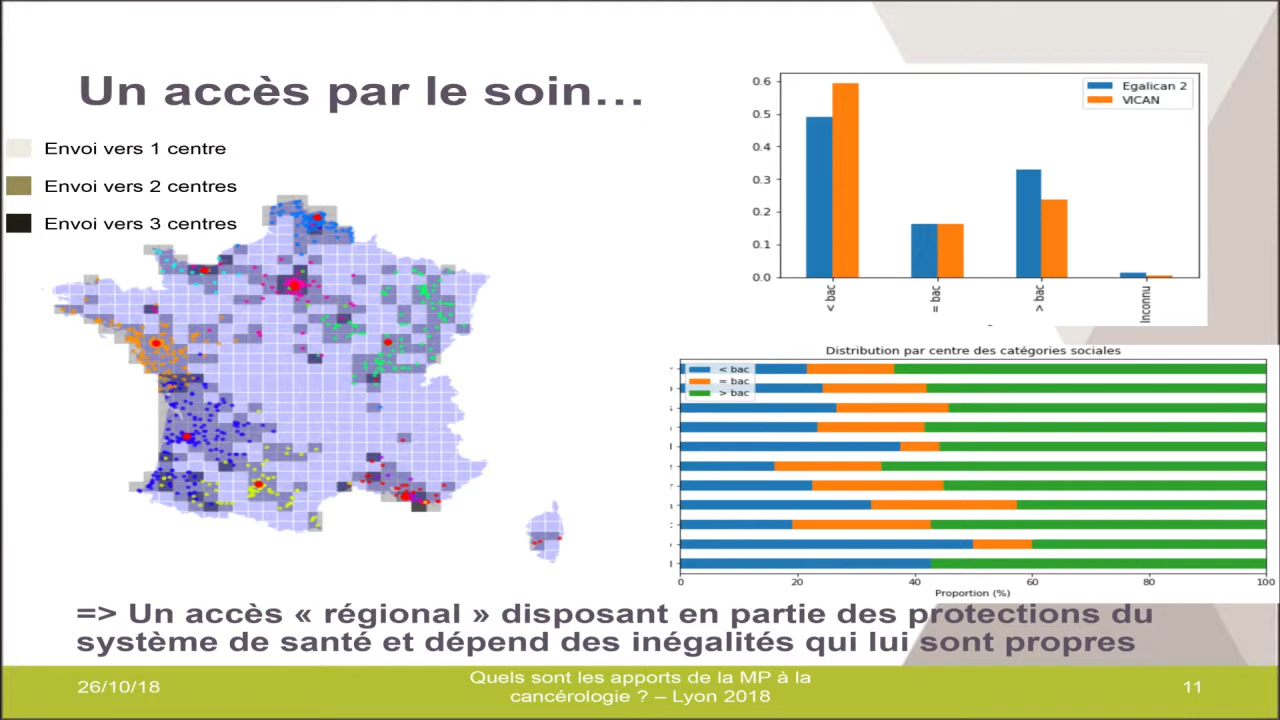 Un accès par le soin…
Envoi vers 1 centre
Envoi vers 2 centres
Envoi vers 3 centres
0.6
0.5
0.4
0.3
0.2
0.1
0.0
Egalican 2
VICAN
< bac
= bac
> bac
Inconnu
Distribution par centre des catégories sociales
< bac
= bac
> bac
0 20 40 60 80 100
Proportion (%)
=> Un accès « régional » disposant en partie des protections du
système de santé et dépend des inégalités qui lui sont propres
26/10/18
Quels sont les apports de la MP à la
cancérologie ? – Lyon 2018
11